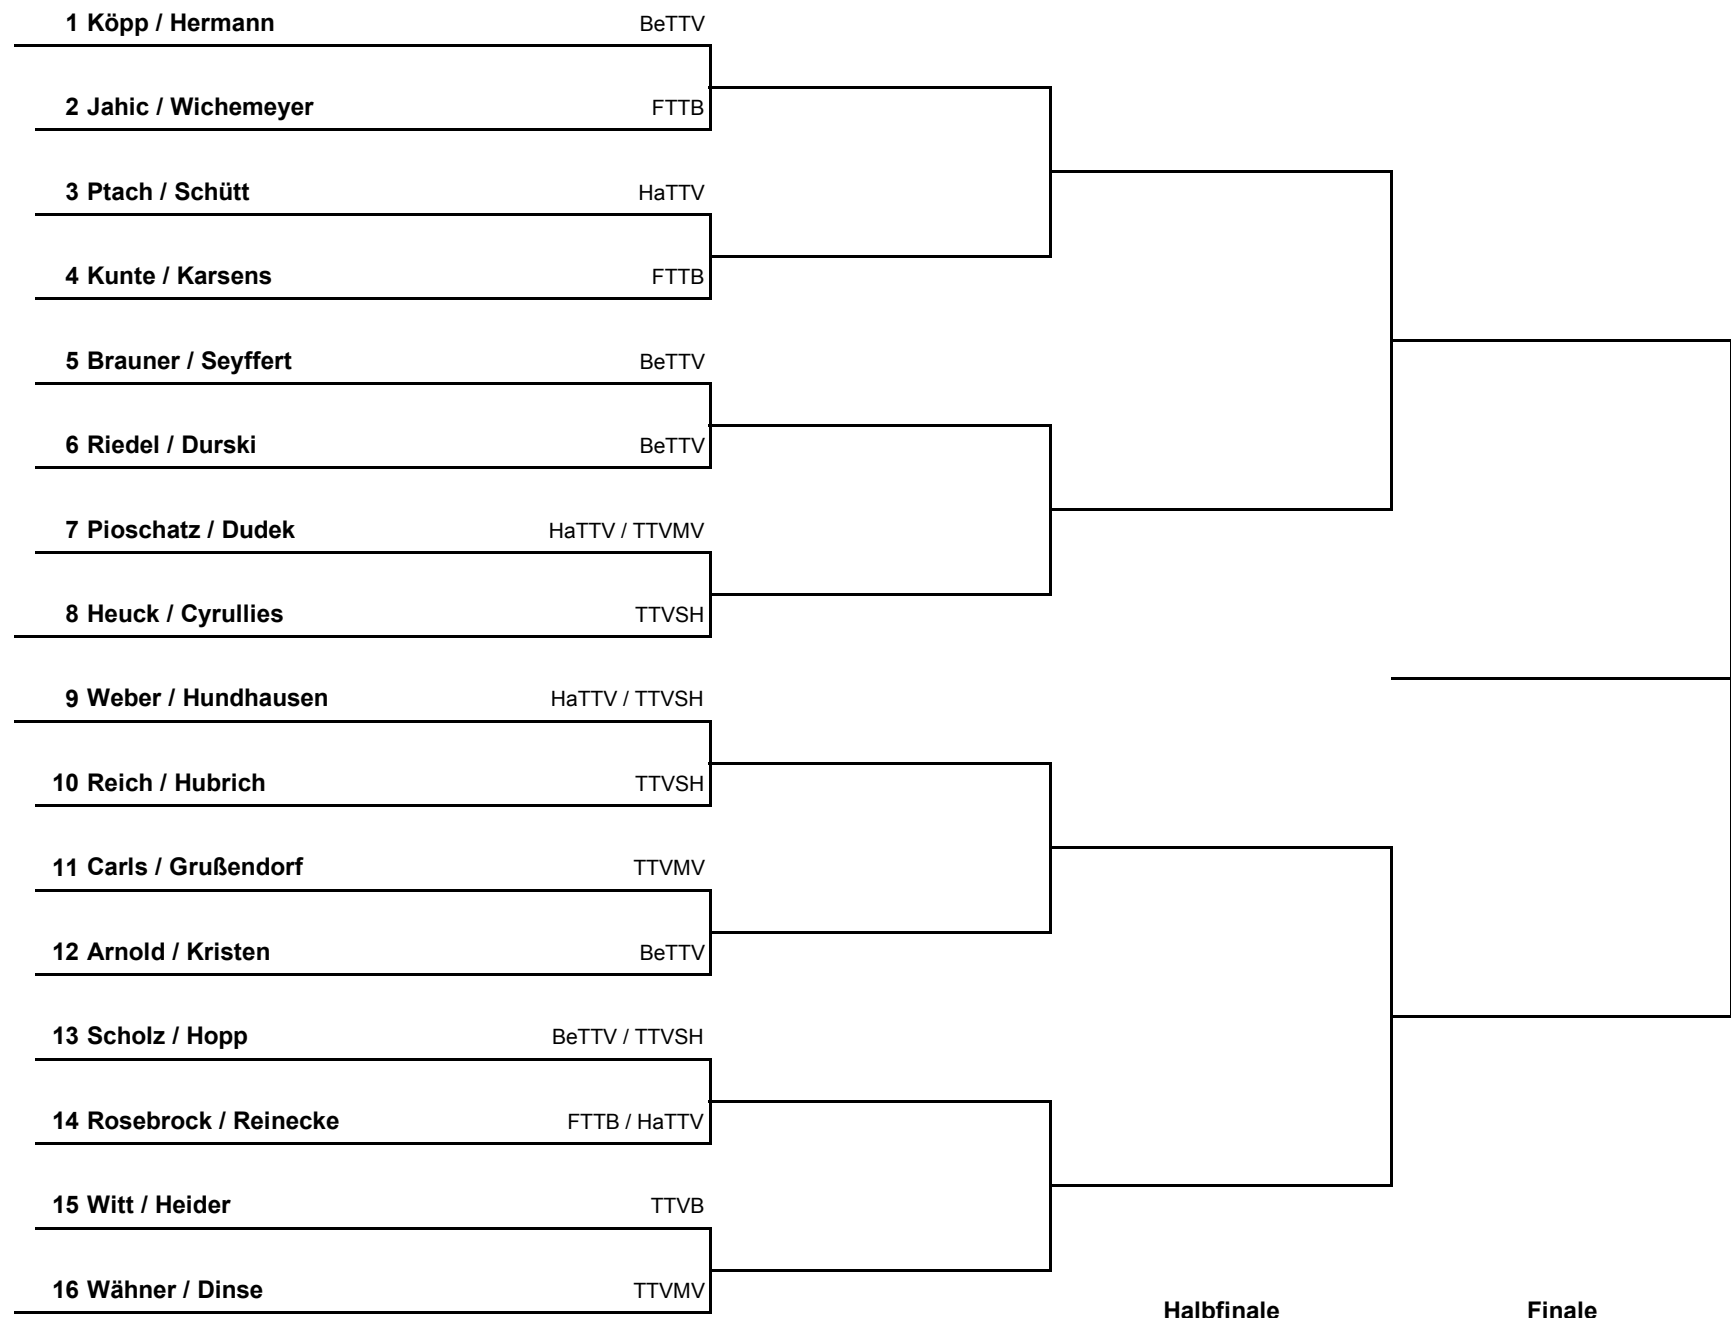 1 Köpp / Hermann BeTTV
2 Jahic / Wichemeyer FTTB
3 Ptach / Schütt HaTTV
4 Kunte / Karsens FTTB
5 Brauner / Seyffert BeTTV
6 Riedel / Durski BeTTV
7 Pioschatz / Dudek HaTTV / TTVMV
8 Heuck / Cyrullies TTVSH
9 Weber / Hundhausen HaTTV / TTVSH
10 Reich / Hubrich TTVSH
11 Carls / Grußendorf TTVMV
12 Arnold / Kristen BeTTV
13 Scholz / Hopp BeTTV / TTVSH
14 Rosebrock / Reinecke FTTB / HaTTV
15 Witt / Heider TTVB
16 Wähner / Dinse TTVMV
Halbfinale Finale